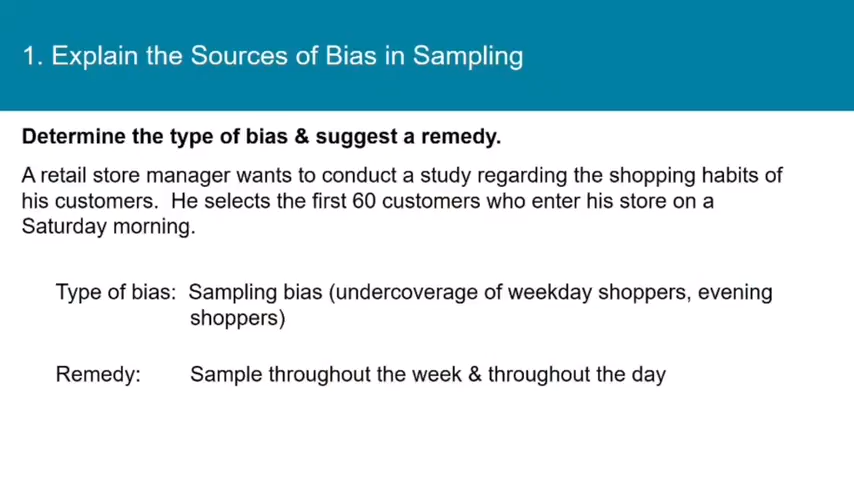 1. Explain the Sources of Bias in Sampling
Determine the type of bias & suggest a remedy.
A retail store manager wants to conduct a study regarding the shopping habits of
his customers.  He selects the first 60 customers who enter his store on a
Saturday morning.
Type of bias:  Sampling bias (undercoverage of weekday shoppers, evening
shoppers)
Remedy: Sample throughout the week & throughout the day